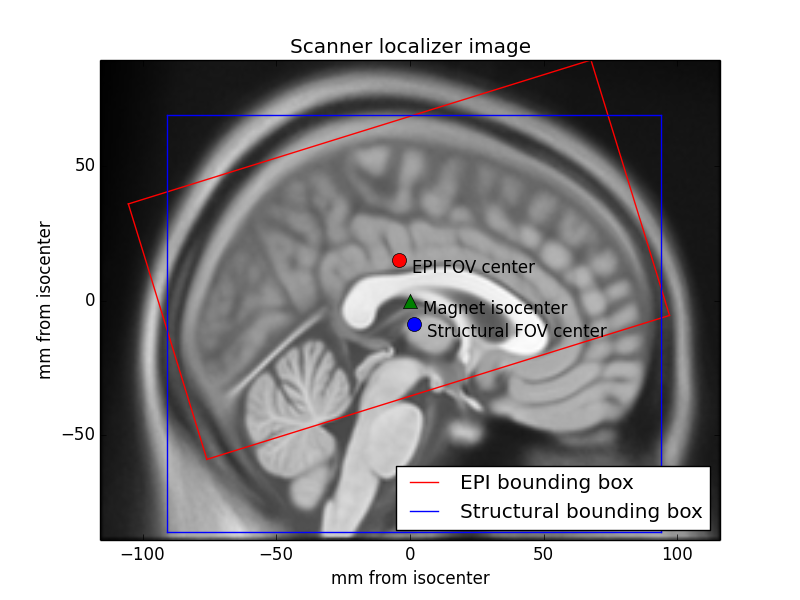 Scanner localizer image
mm from isocenter
50
0
−50
EPI FOV center
Magnet isocenter
Structural FOV center
EPI bounding box
Structural bounding box
−100
−50
0
50
100
mm from isocenter